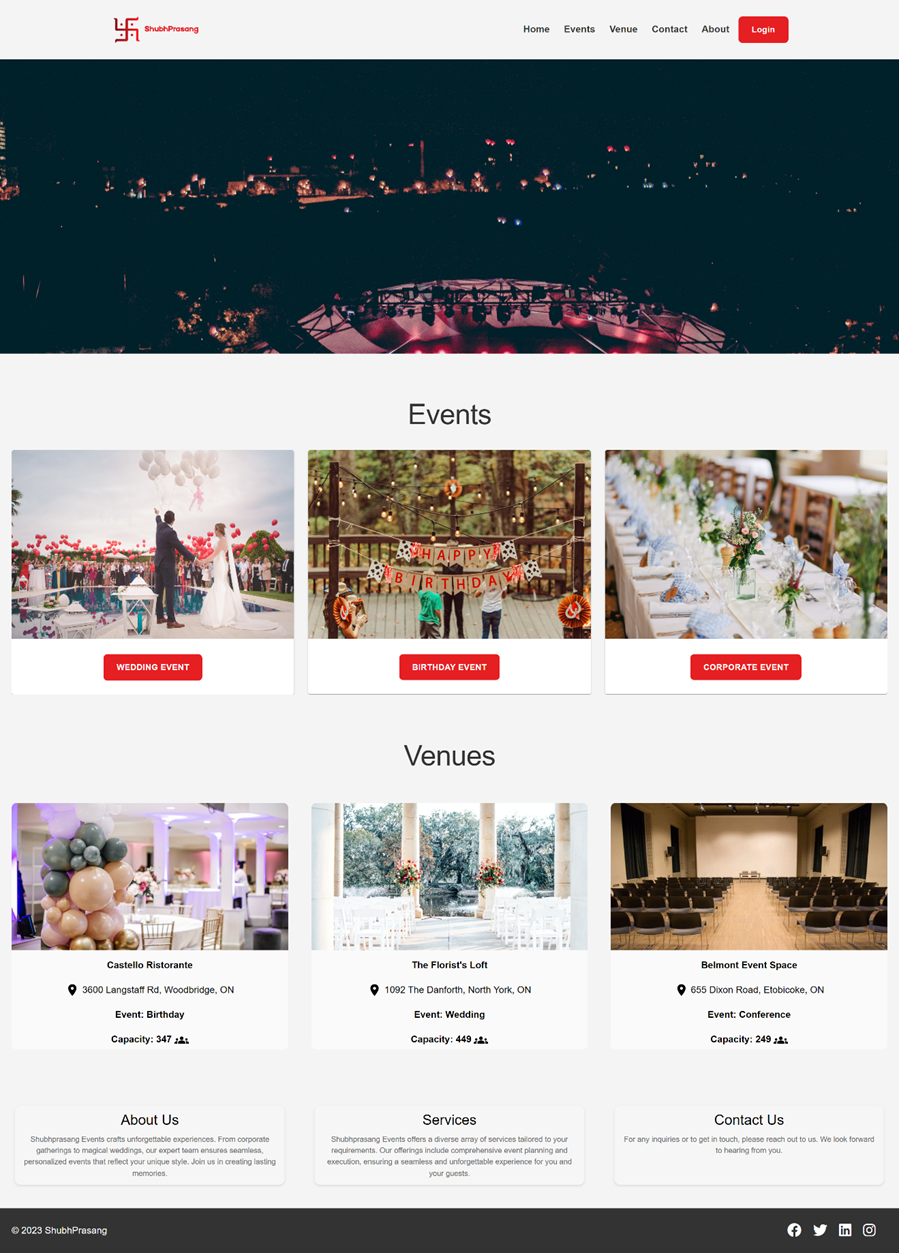 ShubhPrasang
Home Events Venue Contact About Login
Events
HAPPY
BIRTHDAY
WEDDING EVENT
BIRTHDAY EVENT
CORPORATE EVENT
Venues
Castello Ristorante
3600 Langstaff Rd, Woodbridge, ON
Event: Birthday
Capacity: 347
The Florist's Loft
1092 The Danforth, North York, ON
Event: Wedding
Capacity: 449
Belmont Event Space
655 Dixon Road, Etobicoke, ON
Event: Conference
Capacity: 249
About Us
Shubhprasang Events crafts unforgettable experiences. From corporate
gatherings to magical weddings, our expert team ensures seamless,
personalized events that reflect your unique style. Join us in creating lasting
memories.
Services
Shubhprasang Events offers a diverse array of services tailored to your
requirements. Our offerings include comprehensive event planning and
execution, ensuring a seamless and unforgettable experience for you and
your guests.
Contact Us
For any inquiries or to get in touch, please reach out to us. We look forward
to hearing from you.
© 2023 ShubhPrasang